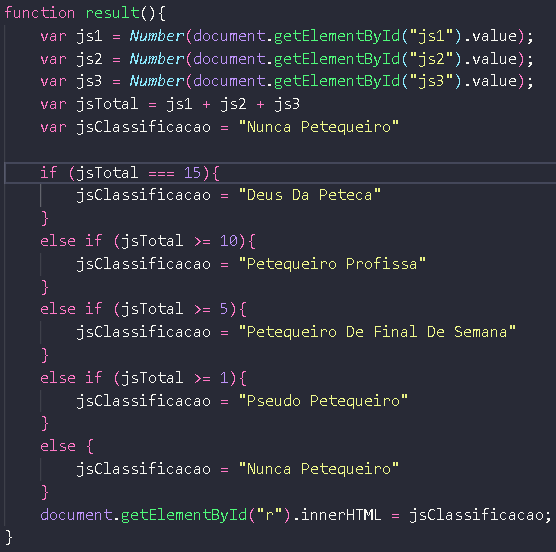 function result(){
    var js1 = Number(document.getElementById("js1").value);
    var js2 = Number(document.getElementById("js2").value);
    var js3 = Number(document.getElementById("js3").value);
    var jsTotal = js1 + js2 + js3
    var jsClassificacao = "Nunca Petequeiro"

    if (jsTotal === 15){
        jsClassificacao = "Deus Da Peteca"
    }
    else if (jsTotal >= 10){
        jsClassificacao = "Petequeiro Profissa"
    }
    else if (jsTotal >= 5){
        jsClassificacao = "Petequeiro De Final De Semana"
    }
    else if (jsTotal >= 1){
        jsClassificacao = "Pseudo Petequeiro"
    }
    else {
        jsClassificacao = "Nunca Petequeiro"
    }
    document.getElementById("r").innerHTML = jsClassificacao;
}